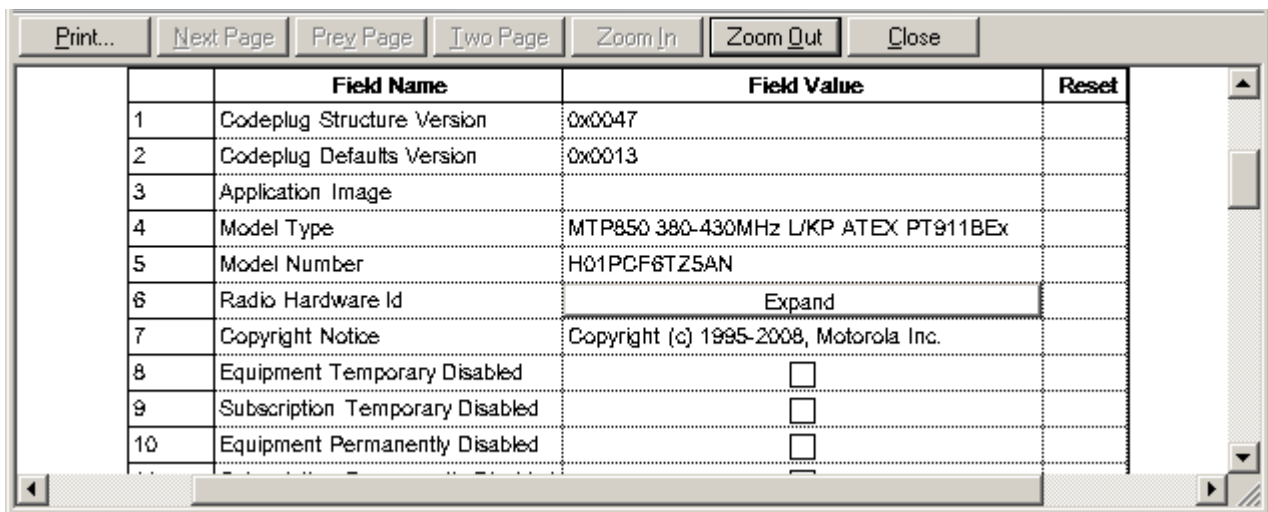 Print... Next Page Prev Page Two Page Zoom In Zoom Out Close
Field Name Field Value Reset
1 Codeplug Structure Version 0x0047
2 Codeplug Defaults Version 0x0013
3 Application Image
4 Model Type MTP850 380-430MHz L/KP ATEX PT911BEx
5 Model Number H01PCF6TZ5AN
6 Radio Hardware Id Expand
7 Copyright Notice Copyright (c) 1995-2008, Motorola Inc.
8 Equipment Temporary Disabled
9 Subscription Temporary Disabled
10 Equipment Permanently Disabled